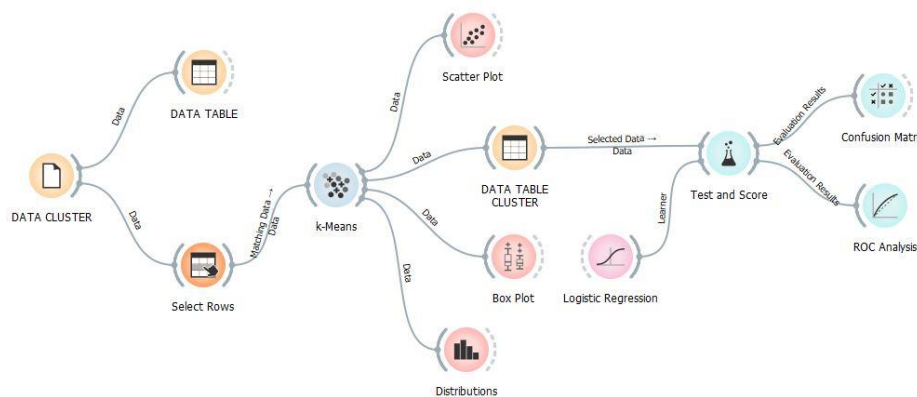 Data
DATA TABLE
Data
DATA CLUSTER
Data
Select Rows
Matching Data →
Data
k-Means
Data
Scatter Plot
Data
DATA TABLE
CLUSTER
Data
Box Plot
Data
Distributions
Selected Data →
Data
Learner
Logistic Regression
Test and Score
Evaluation Results
Confusion Matr
Evaluation Results
ROC Analysis